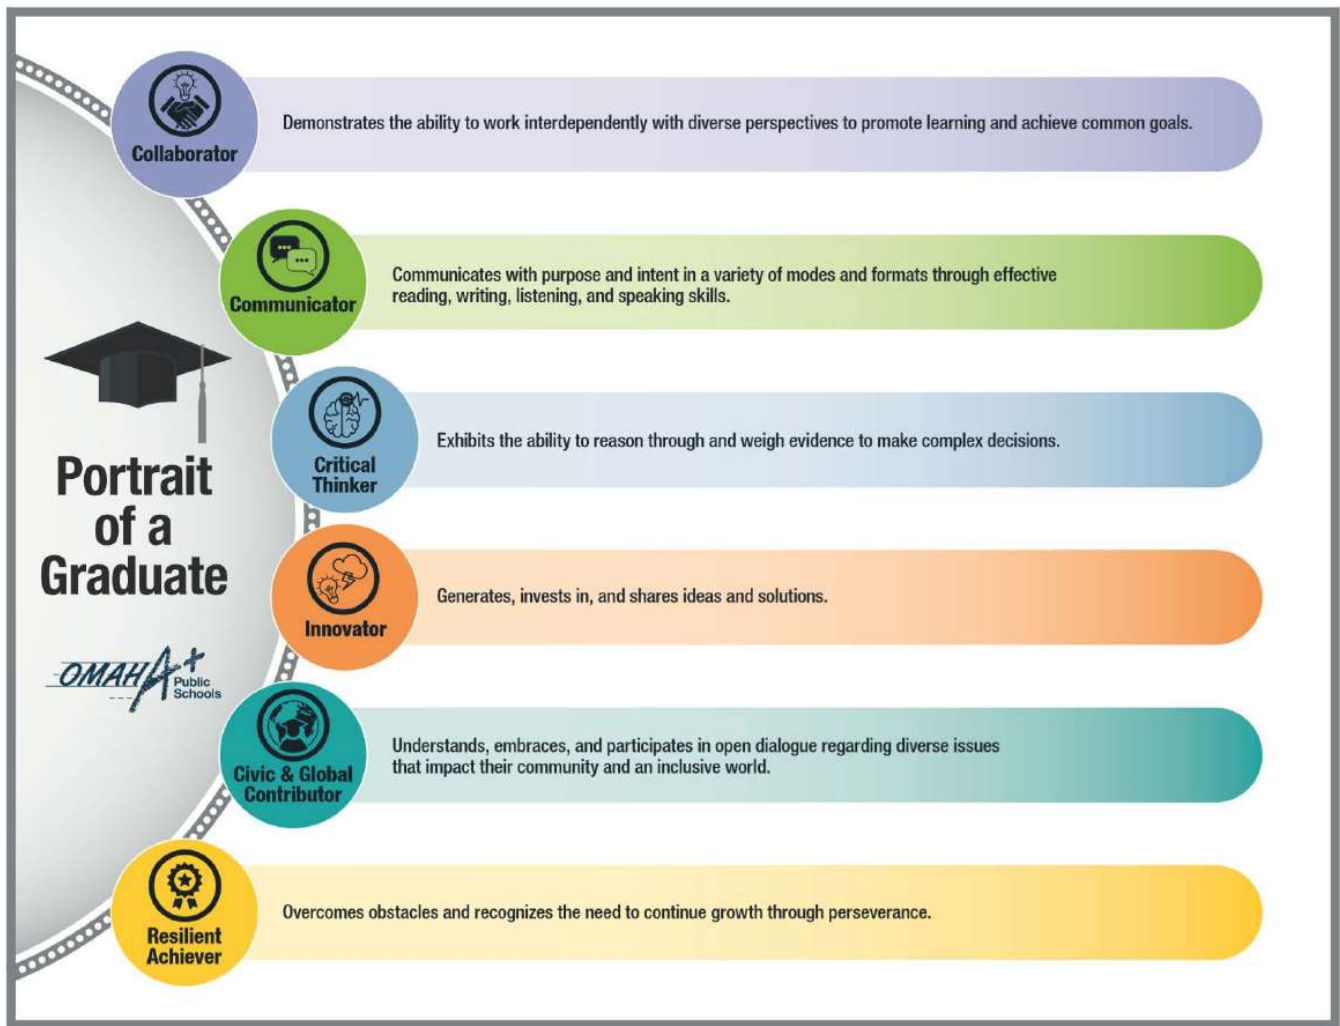 Portrait
of a
Graduate
OMAHA+
Public
Schools
Collaborator
Demonstrates the ability to work interdependently with diverse perspectives to promote learning and achieve common goals.
Communicator
Communicates with purpose and intent in a variety of modes and formats through effective
reading, writing, listening, and speaking skills.
Critical
Thinker
Exhibits the ability to reason through and weigh evidence to make complex decisions.
Innovator
Generates, invests in, and shares ideas and solutions.
Civic & Global
Contributor
Understands, embraces, and participates in open dialogue regarding diverse issues
that impact their community and an inclusive world.
Resilient
Achiever
Overcomes obstacles and recognizes the need to continue growth through perseverance.